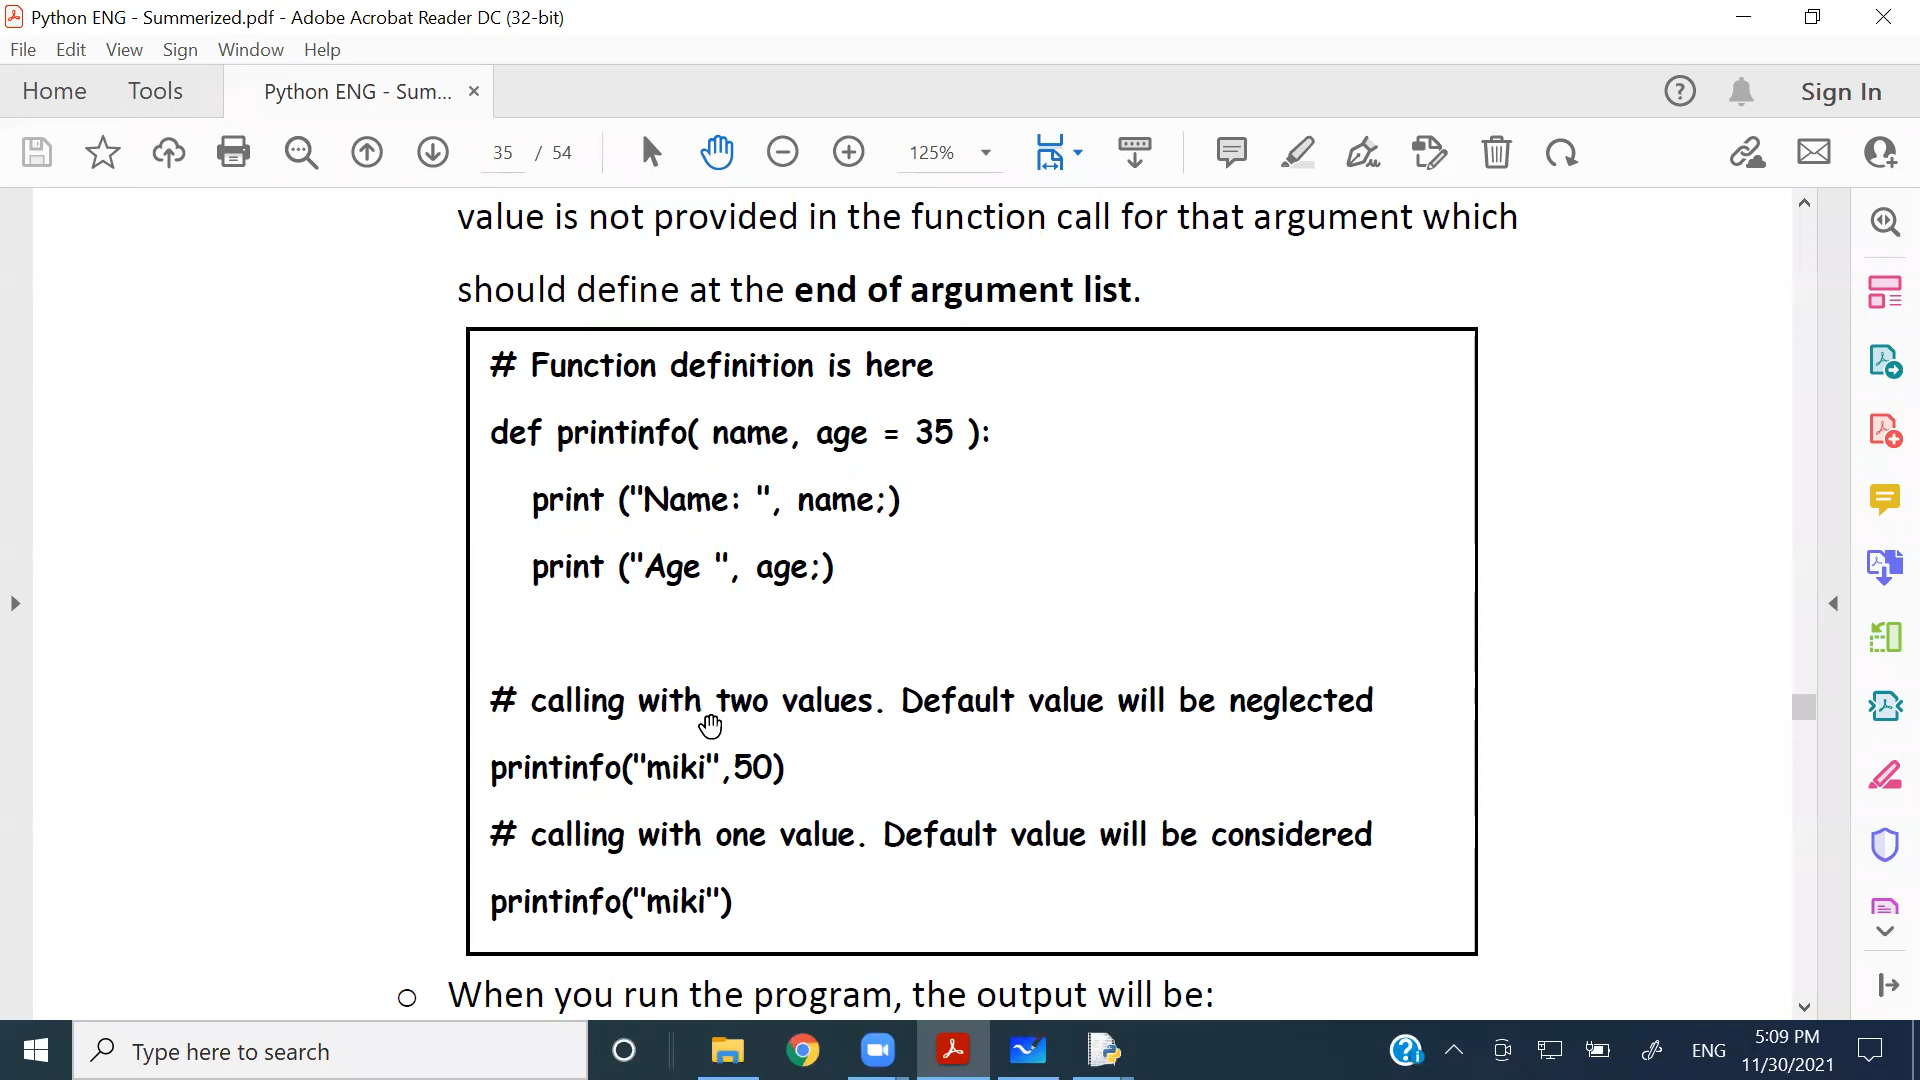 Python ENG - Summerized.pdf - Adobe Acrobat Reader DC (32-bit)
File Edit View Sign Window Help
Home Tools Python ENG - Sum... × Sign In
35 / 54 125%
value is not provided in the function call for that argument which
should define at the end of argument list.
# Function definition is here
def printinfo( name, age = 35 ):
print ("Name: ", name;)
print ("Age ", age;)
# calling with two values. Default value will be neglected
printinfo("miki",50)
# calling with one value. Default value will be considered
printinfo("miki")
o When you run the program, the output will be:
Type here to search
ENG
5:09 PM
11/30/2021